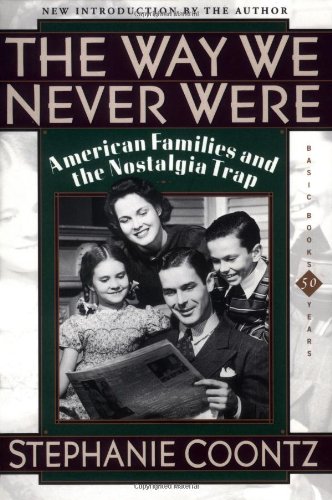 NEW INTRODUCTION BY THE AUTHOR
THE WAY WE
NEVER WERE
American Families and
the Nostalgia Trap
BASIC BOOKS 50 YEARS
STEPHANIE COONTZ